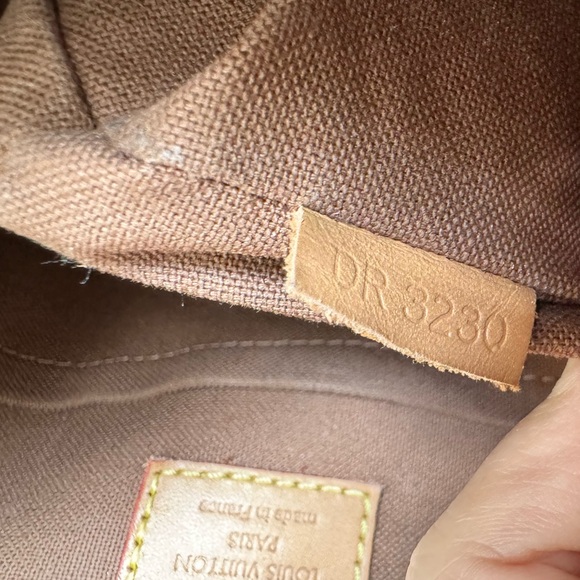 DR 3230
LOUIS VUITTON
PARIS
made in France